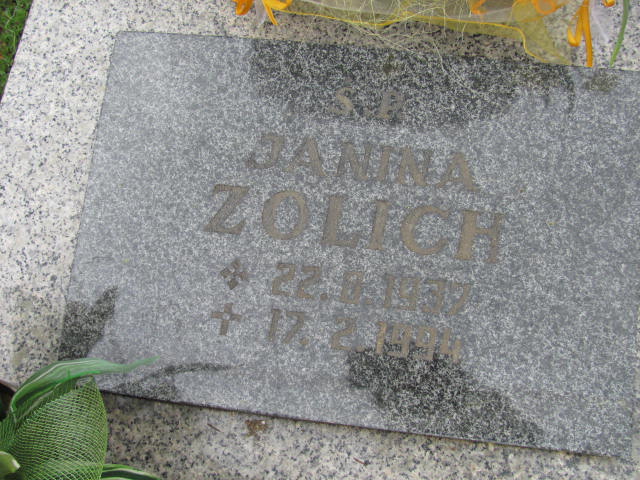 Ś.P.
JANINA
ZOLICH
22.8.1937
17.2.1994